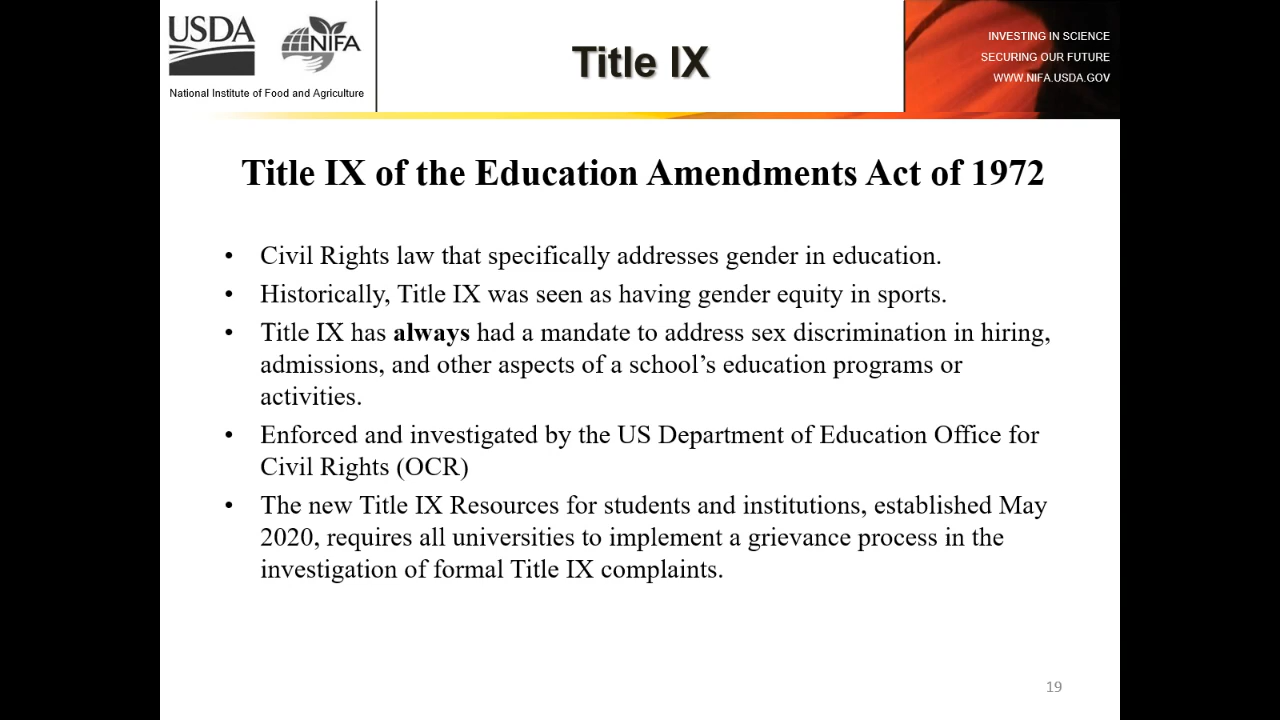 USDA
NIFA
National Institute of Food and Agriculture
Title IX
INVESTING IN SCIENCE
SECURING OUR FUTURE
WWW.NIFA.USDA.GOV
Title IX of the Education Amendments Act of 1972
• Civil Rights law that specifically addresses gender in education.
• Historically, Title IX was seen as having gender equity in sports.
• Title IX has always had a mandate to address sex discrimination in hiring,
admissions, and other aspects of a school’s education programs or
activities.
• Enforced and investigated by the US Department of Education Office for
Civil Rights (OCR)
• The new Title IX Resources for students and institutions, established May
2020, requires all universities to implement a grievance process in the
investigation of formal Title IX complaints.
19